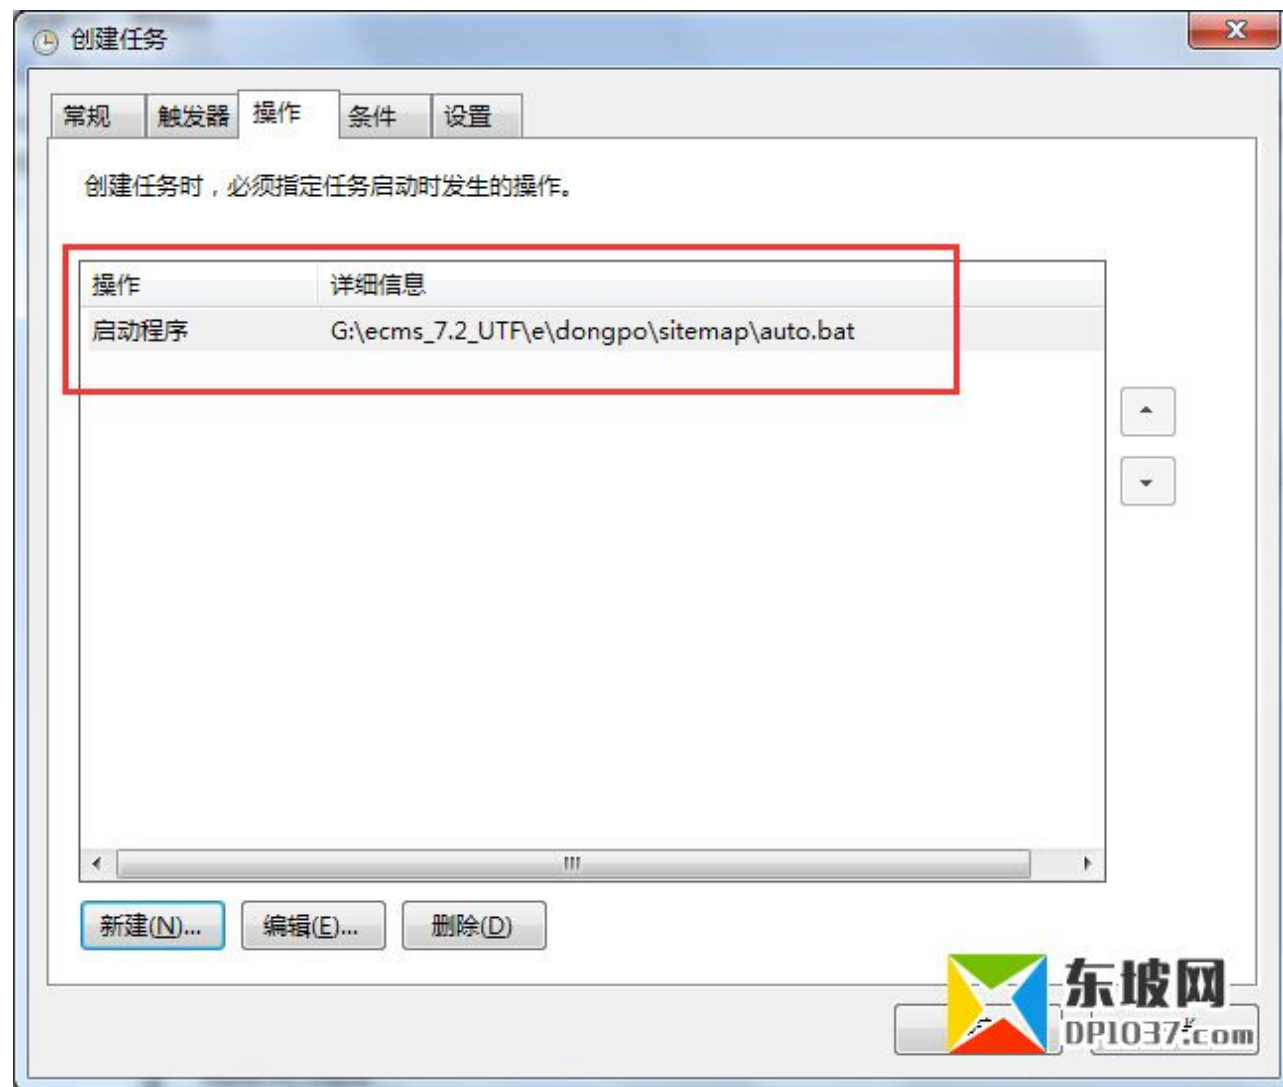 创建任务
常规 触发器 操作 条件 设置
创建任务时，必须指定任务启动时发生的操作。
操作 详细信息
启动程序 G:\ecms_7.2_UTF\e\dongpo\sitemap\auto.bat
新建(N)... 编辑(E)... 删除(D)
东坡网
DP1037.com